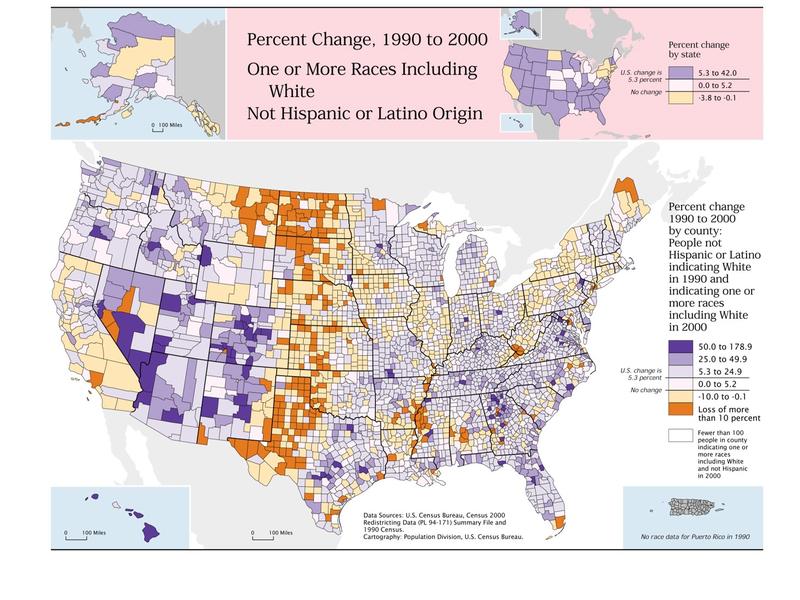 Percent Change, 1990 to 2000
One or More Races Including
White
Not Hispanic or Latino Origin
0 100 Miles
Percent change
by state
U.S. change is
5.3 percent
No change
5.3 to 42.0
0.0 to 5.2
-3.8 to -0.1
Percent change
1990 to 2000
by county:
People not
Hispanic or Latino
indicating White
in 1990 and
indicating one or
more races
including White
in 2000
U.S. change is
5.3 percent
No change
50.0 to 178.9
25.0 to 49.9
5.3 to 24.9
0.0 to 5.2
-10.0 to -0.1
Loss of more
than 10 percent
Fewer than 100
people in county
indicating one or
more races
including White
and not Hispanic
in 2000
0 100 Miles
0 100 Miles
Data Sources: U.S. Census Bureau, Census 2000
Redistricting Data (PL 94-171) Summary File and
1990 Census.
Cartography: Population Division, U.S. Census Bureau.
No race data for Puerto Rico in 1990